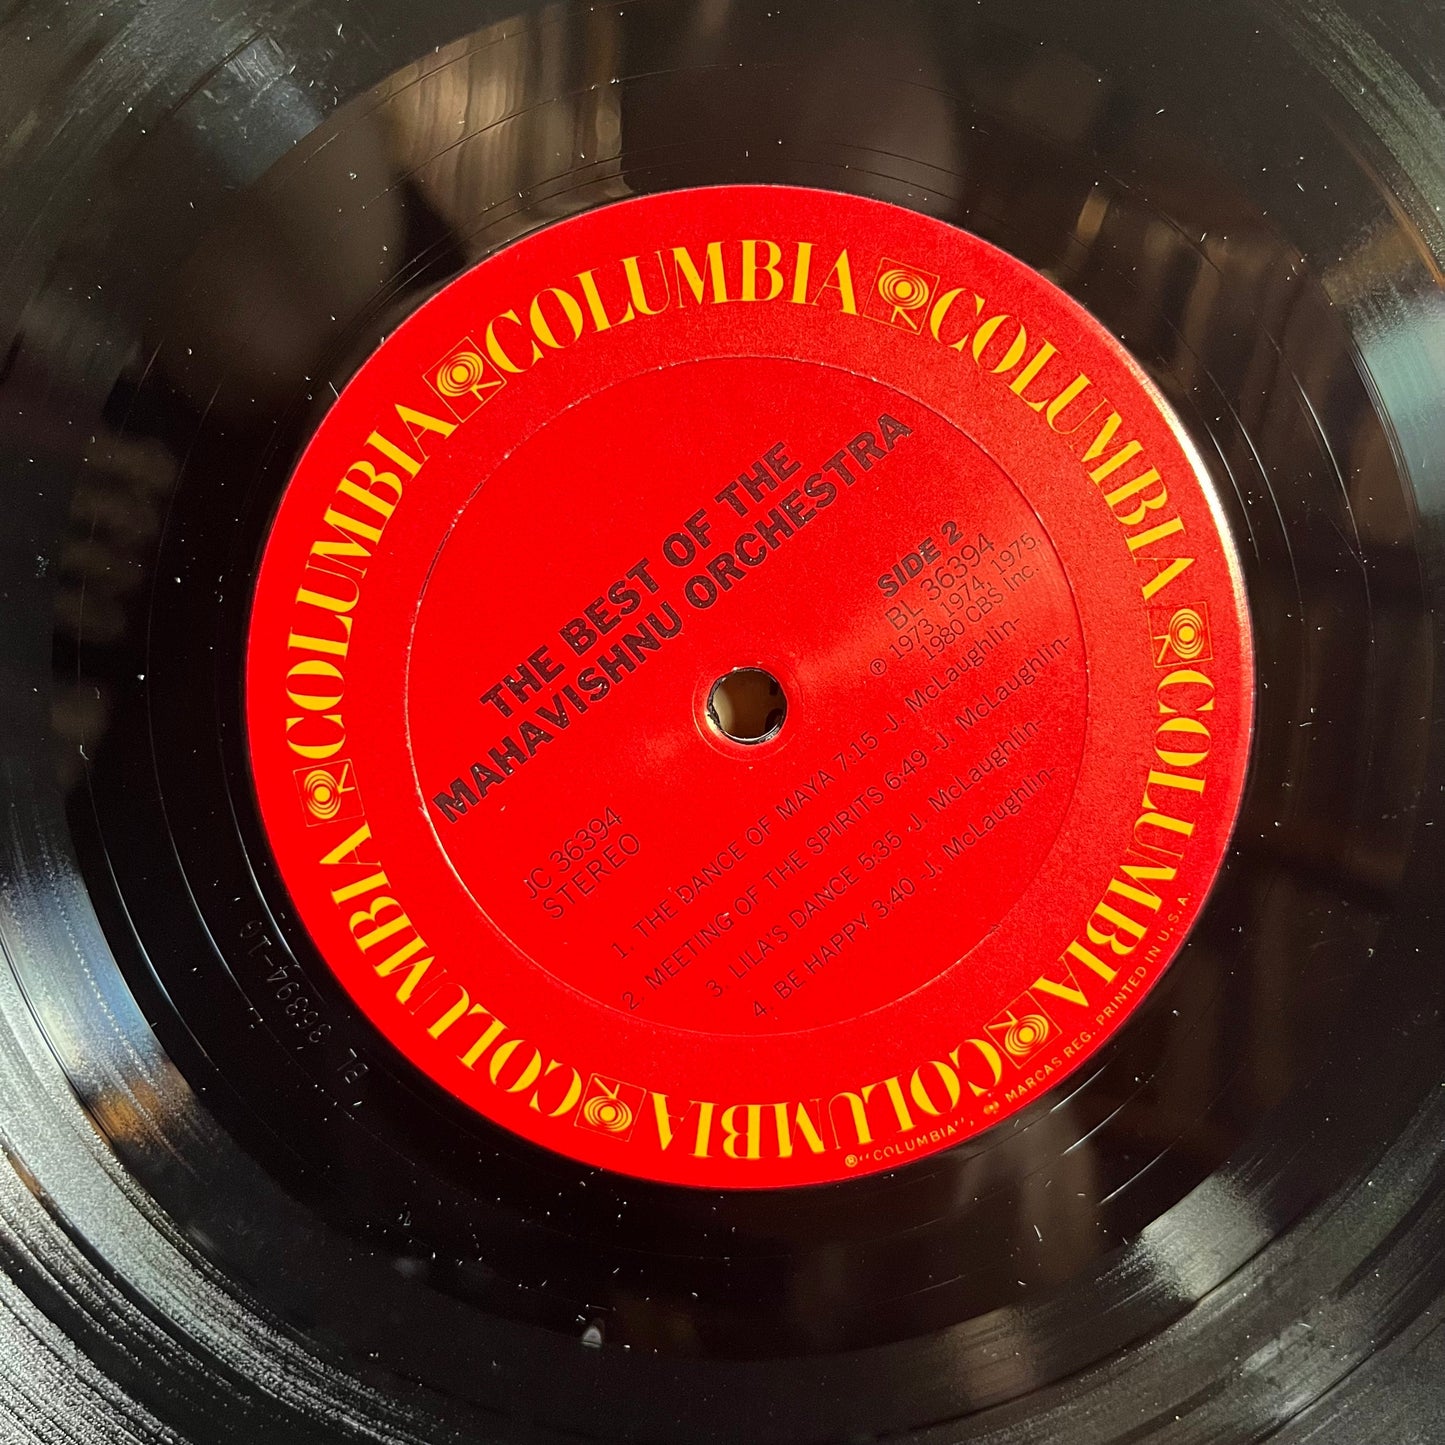 COLUMBIA COLUMBIA COLUMBIA COLUMBIA COLUMBIA COLUMBIA
THE BEST OF THE
MAHAVISHNU ORCHESTRA
SIDE 2
BL 36394
℗ 1973, 1974, 1975,
1980 CBS Inc.
JC 36394
STEREO
1. THE DANCE OF MAYA 7:15 -J. McLaughlin-
2. MEETING OF THE SPIRITS 6:49 -J. McLaughlin-
3 LILA'S DANCE 5:35 -J. McLaughlin-
4. BE HAPPY 3:40 -J. McLaughlin-
®"COLUMBIA", MARCAS REG. PRINTED IN U.S.A.
BL 36394-1